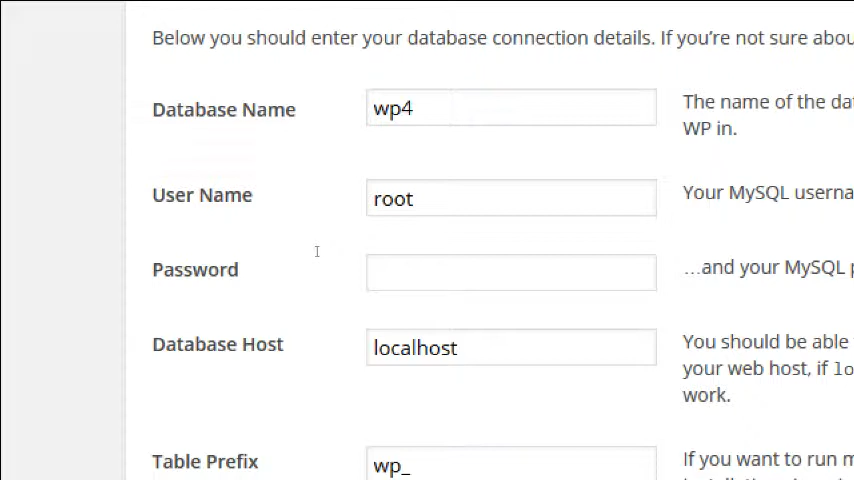 Below you should enter your database connection details. If you're not sure abou
Database Name
wp4
The name of the dat
WP in.
User Name
root
Your MySQL userna
Password
…and your MySQL p
Database Host
localhost
You should be able
your web host, if lo
work.
Table Prefix
wp_
If you want to run m